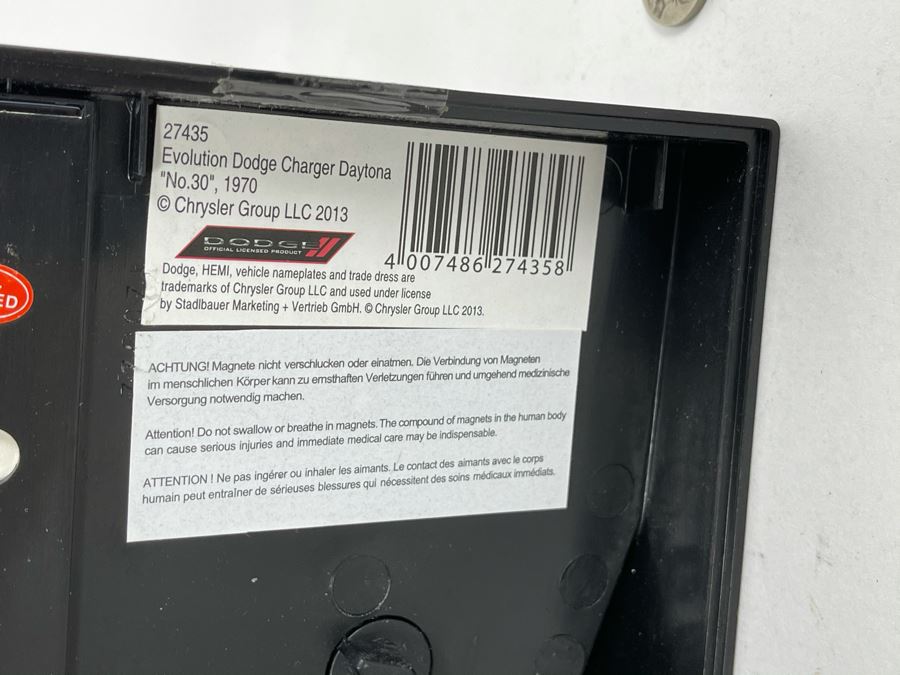 27435
Evolution Dodge Charger Daytona
"No.30", 1970
© Chrysler Group LLC 2013
DODGE
OFFICIAL LICENSED PRODUCT
4 007486 274358
Dodge, HEMI, vehicle nameplates and trade dress are
trademarks of Chrysler Group LLC and used under license
by Stadlbauer Marketing + Vertrieb GmbH. © Chrysler Group LLC 2013.
ED
ACHTUNG! Magnete nicht verschlucken oder einatmen. Die Verbindung von Magneten
im menschlichen Körper kann zu ernsthaften Verletzungen führen und umgehend medizinische
Versorgung notwendig machen.
Attention! Do not swallow or breathe in magnets. The compound of magnets in the human body
can cause serious injuries and immediate medical care may be indispensable.
ATTENTION ! Ne pas ingérer ou inhaler les aimants. Le contact des aimants avec le corps
humain peut entraîner de sérieuses blessures qui nécessitent des soins médicaux immédiats.